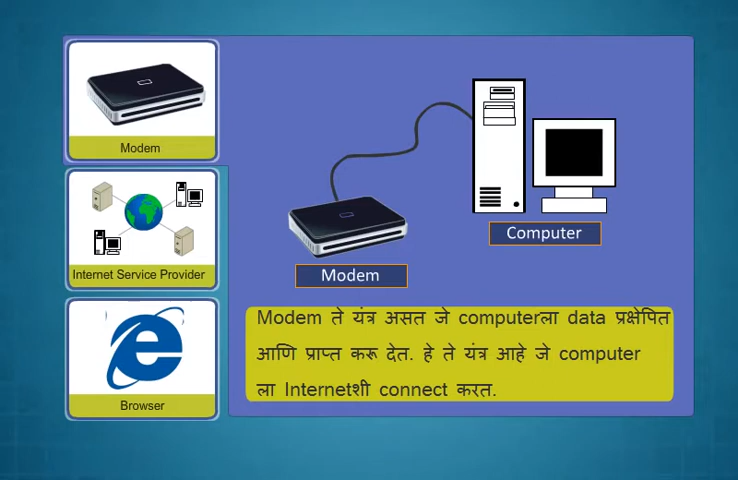 Modem
Internet Service Provider
Browser
Computer
Modem
Modem ते यंत्र असत जे computerला data प्रक्षेपित
आणि प्राप्त करू देत. हे ते यंत्र आहे जे computer
ला Internetशी connect करत.